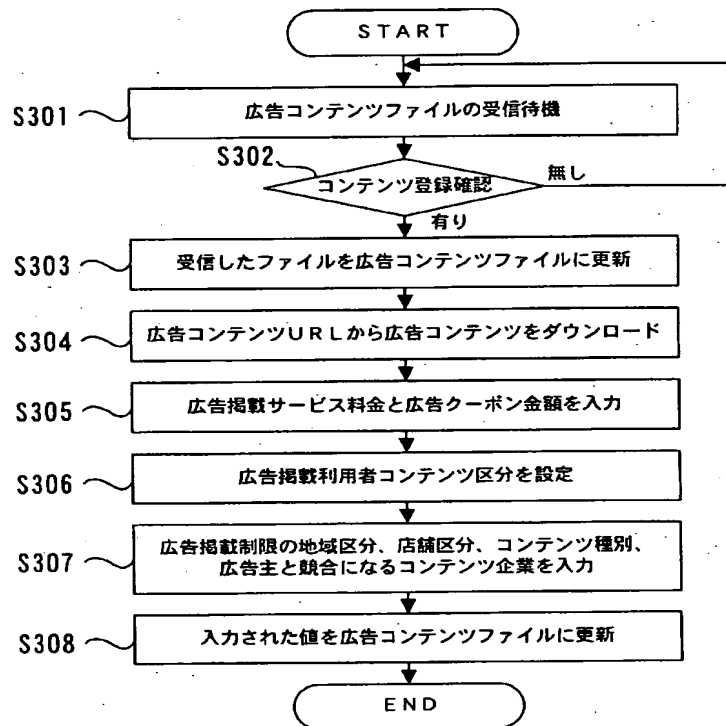 START
S301
広告コンテンツファイルの受信待機
S302
コンテンツ登録確認
無し
有り
S303
受信したファイルを広告コンテンツファイルに更新
S304
広告コンテンツURLから広告コンテンツをダウンロード
S305
広告掲載サービス料金と広告クーポン金額を入力
S306
広告掲載利用者コンテンツ区分を設定
S307
広告掲載制限の地域区分、店舗区分、コンテンツ種別、
広告主と競合になるコンテンツ企業を入力
S308
入力された値を広告コンテンツファイルに更新
END